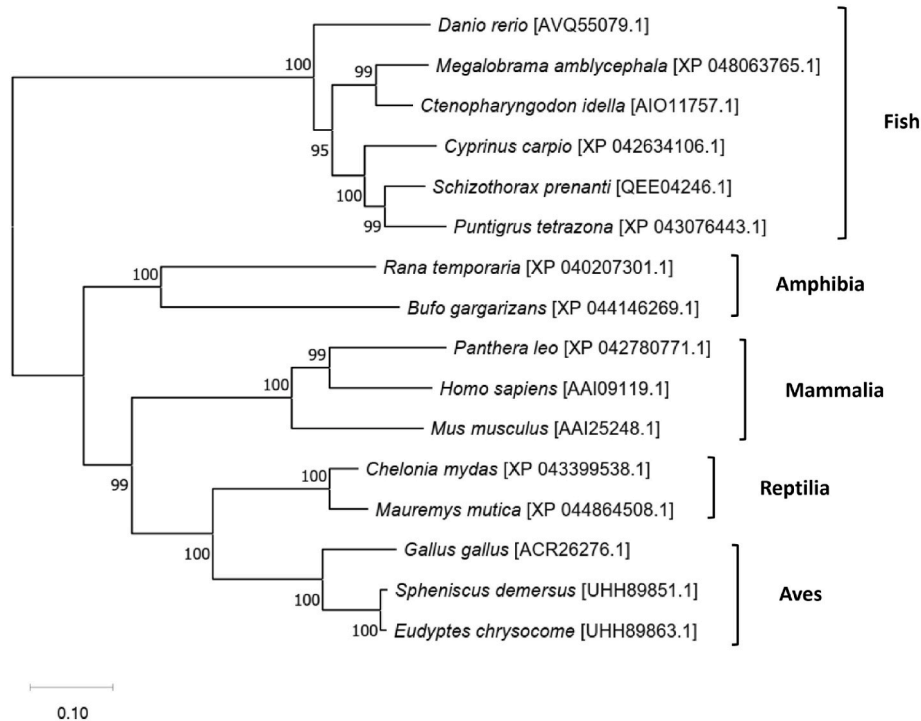 Danio rerio [AVQ55079.1]
100
99
Megalobrama amblycephala [XP 048063765.1]
Ctenopharyngodon idella [AIO11757.1]
Fish
95
Cyprinus carpio [XP 042634106.1]
100
Schizothorax prenanti [QEE04246.1]
99
Puntigrus tetrazona [XP 043076443.1]
100
Rana temporaria [XP 040207301.1]
Amphibia
Bufo gargarizans [XP 044146269.1]
99
Panthera leo [XP 042780771.1]
100
Homo sapiens [AAI09119.1]
Mammalia
Mus musculus [AAI25248.1]
99
100
Chelonia mydas [XP 043399538.1]
Reptilia
Mauremys mutica [XP 044864508.1]
100
Gallus gallus [ACR26276.1]
100
Spheniscus demersus [UHH89851.1]
Aves
100
Eudyptes chrysocome [UHH89863.1]
0.10